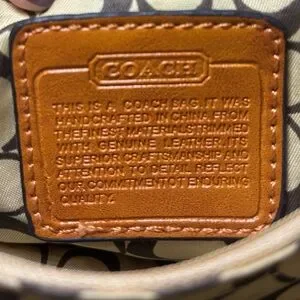 COACH
THIS IS A COACH BAG. IT WAS
HANDCRAFTED IN CHINA FROM
THE FINEST MATERIALS TRIMMED
WITH GENUINE LEATHER. ITS
SUPERIOR CRAFTSMANSHIP AND
ATTENTION TO DETAIL REFLECT
OUR COMMITMENT TO ENDURING
QUALITY.